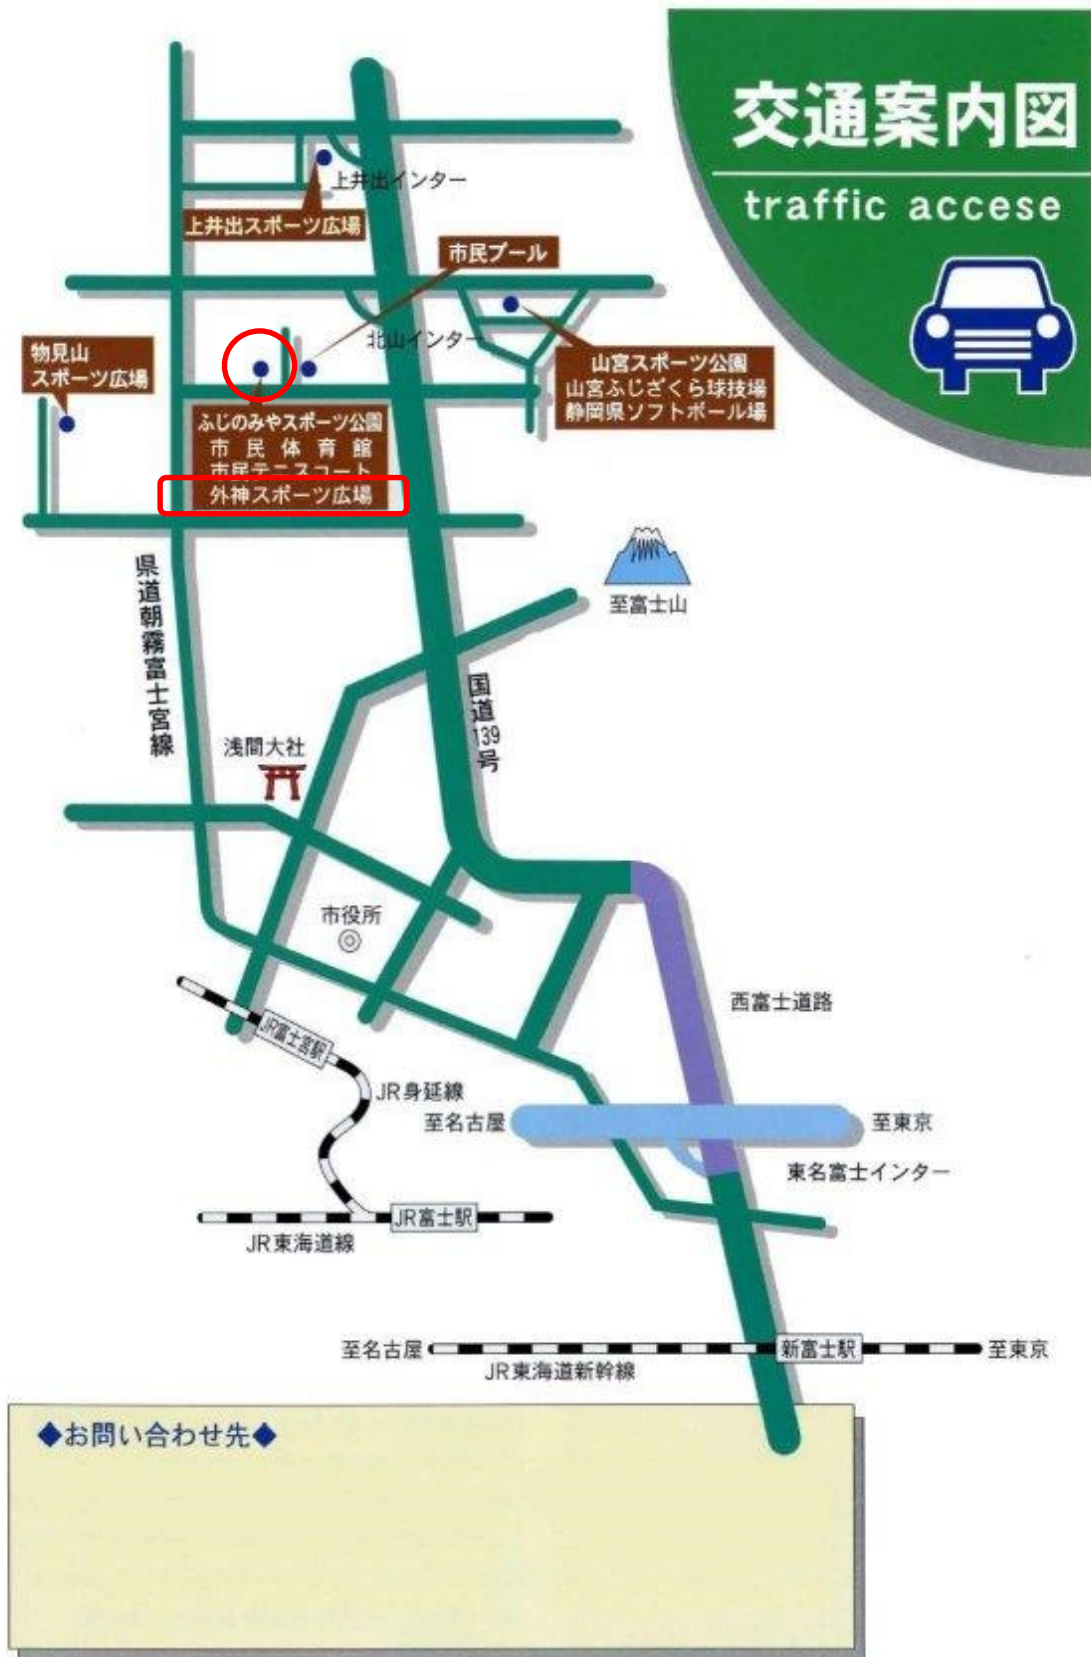 交通案内図
traffic accese
上井出インター
上井出スポーツ広場
市民プール
北山インター
物見山
スポーツ広場
山宮スポーツ公園
山宮ふじざくら球技場
静岡県ソフトボール場
ふじのみやスポーツ公園
市民体育館
市民テニスコート
外神スポーツ広場
県道朝霧富士宮線
至富士山
国道139号
浅間大社
市役所
西富士道路
JR富士宮駅
JR身延線
至名古屋
至東京
東名富士インター
JR富士駅
JR東海道線
至名古屋
新富士駅
至東京
JR東海道新幹線
◆お問い合わせ先◆